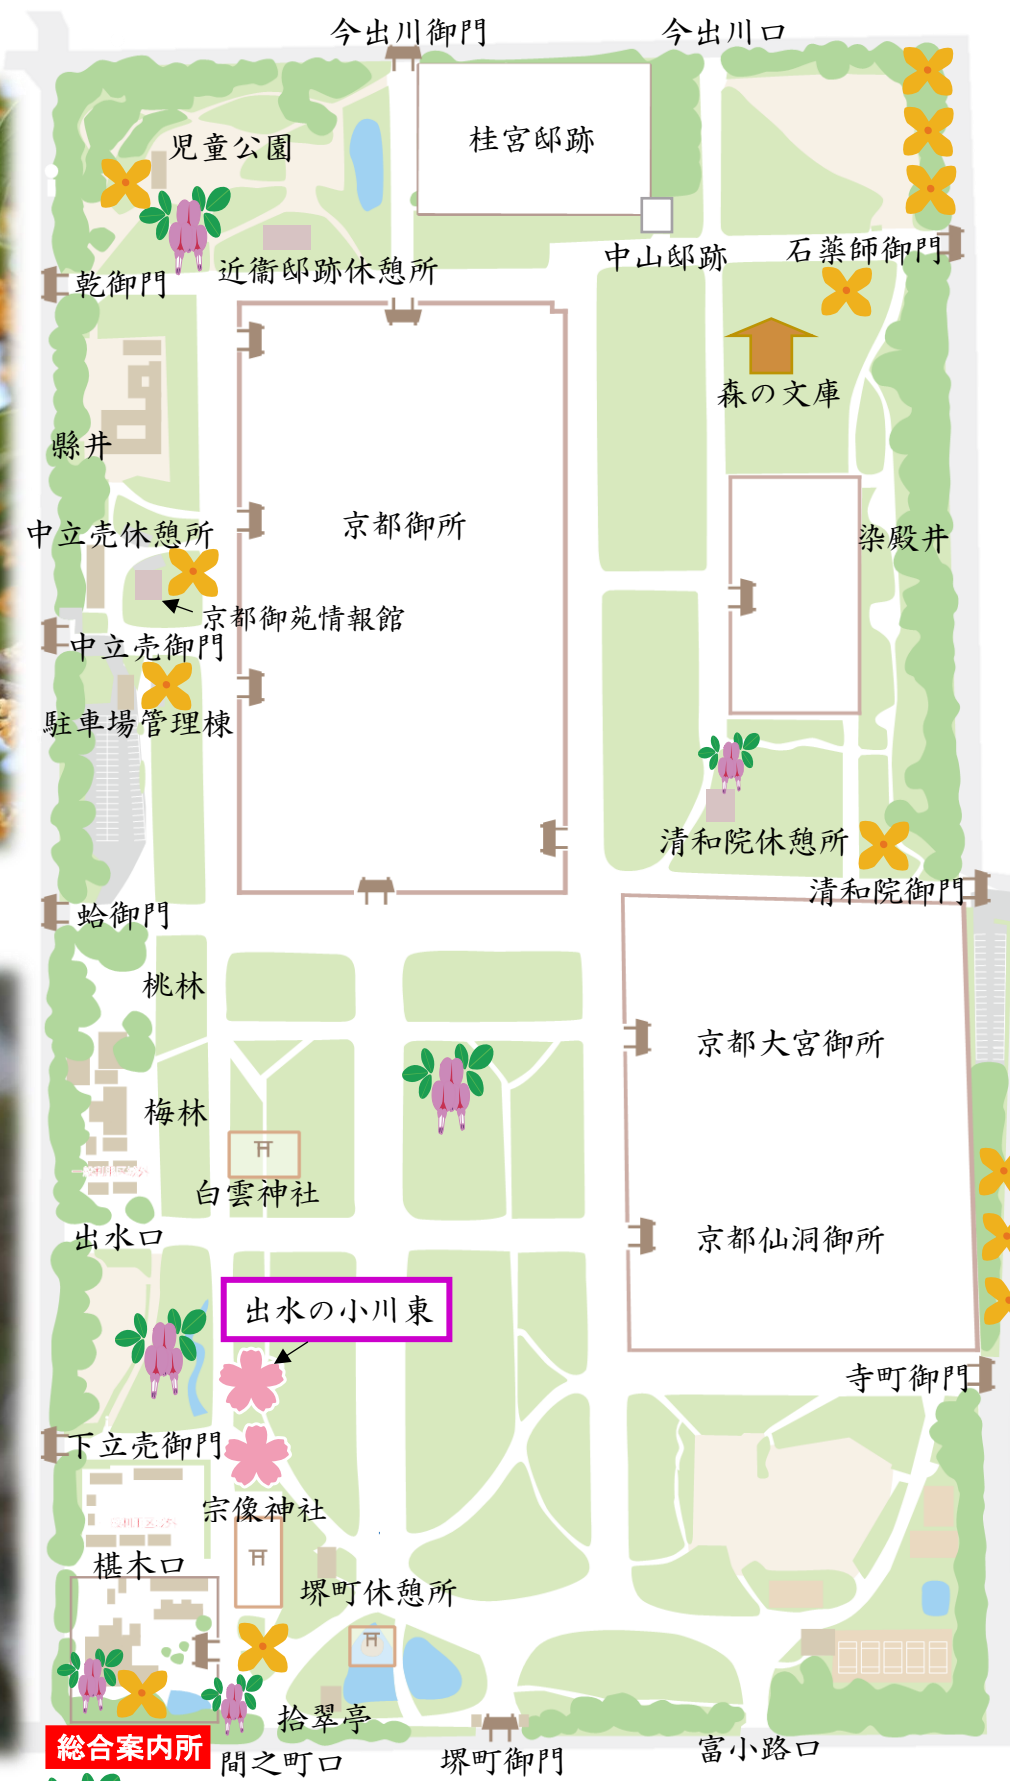 今出川御門
今出川口
児童公園
桂宮邸跡
中山邸跡
石薬師御門
近衞邸跡休憩所
乾御門
森の文庫
縣井
京都御所
中立売休憩所
染殿井
京都御苑情報館
中立売御門
駐車場管理棟
清和院休憩所
清和院御門
蛤御門
桃林
京都大宮御所
梅林
白雲神社
出水口
京都仙洞御所
出水の小川東
寺町御門
下立売御門
宗像神社
椹木口
堺町休憩所
拾翠亭
総合案内所
間之町口
堺町御門
富小路口